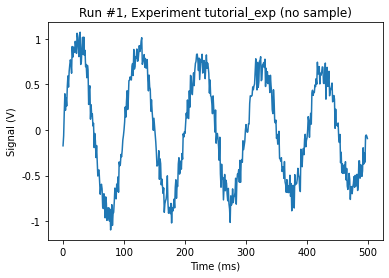 Run #1, Experiment tutorial_exp (no sample)
Signal (V)
1
0.5
0
-0.5
-1
0 100 200 300 400 500
Time (ms)